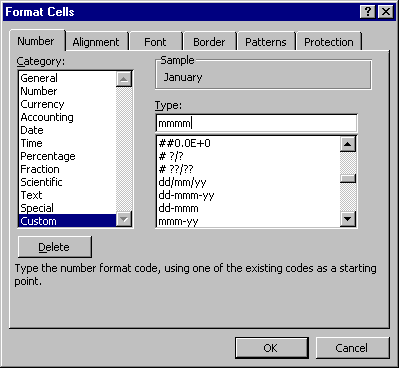 Format Cells
Number Alignment Font Border Patterns Protection
Category:
General
Number
Currency
Accounting
Date
Time
Percentage
Fraction
Scientific
Text
Special
Custom
Sample
January
Type:
mmmm
##0.0E+0
# ?/?
# ??/??
dd/mm/yy
dd-mmm-yy
dd-mmm
mmm-yy
Delete
Type the number format code, using one of the existing codes as a starting
point.
OK Cancel